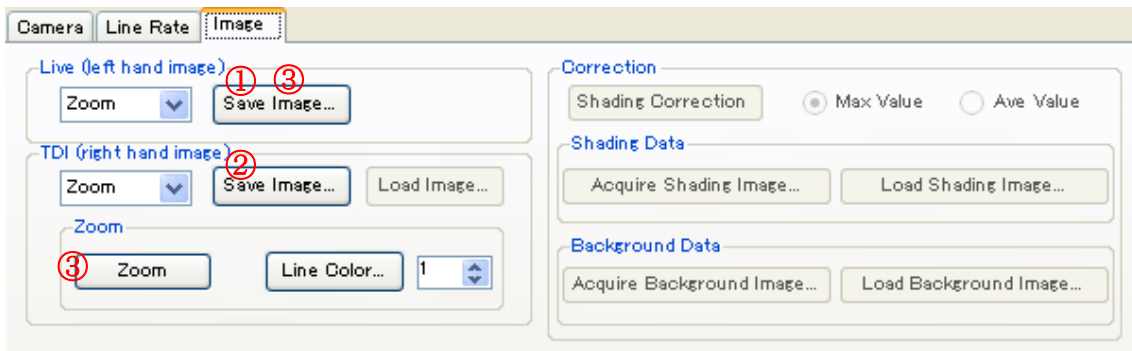 Camera Line Rate Image
Live (left hand image)
① ③
Zoom Save Image...
TDI (right hand image)
②
Zoom Save Image... Load Image...
Zoom
③ Zoom Line Color... 1
Correction
Shading Correction Max Value Ave Value
Shading Data
Acquire Shading Image... Load Shading Image...
Background Data
Acquire Background Image... Load Background Image...